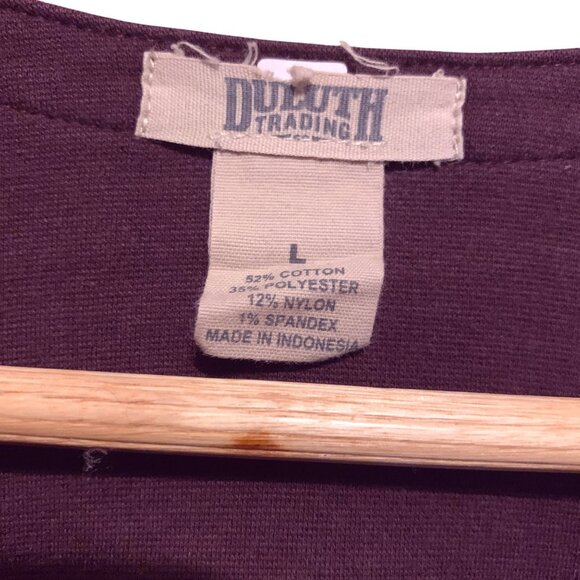 DULUTH
TRADING
L
52% COTTON
35% POLYESTER
12% NYLON
1% SPANDEX
MADE IN INDONESIA